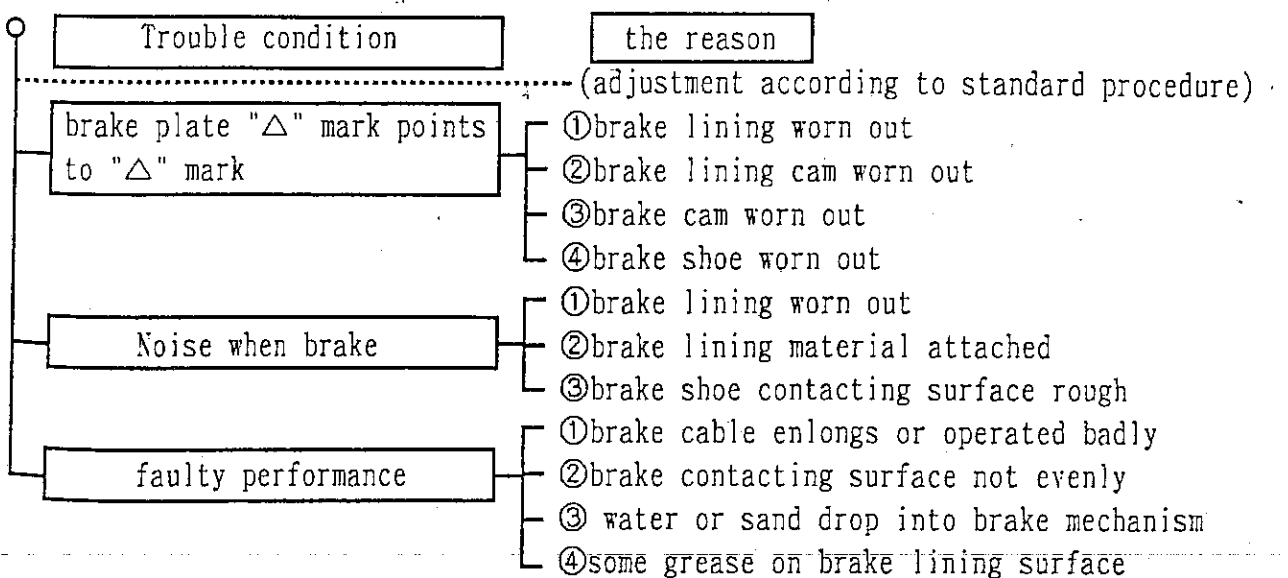 Trouble condition
the reason
(adjustment according to standard procedure)
brake plate "△" mark points
to "△" mark
①brake lining worn out
②brake lining cam worn out
③brake cam worn out
④brake shoe worn out
Noise when brake
①brake lining worn out
②brake lining material attached
③brake shoe contacting surface rough
faulty performance
①brake cable enlongs or operated badly
②brake contacting surface not evenly
③ water or sand drop into brake mechanism
④some grease on brake lining surface